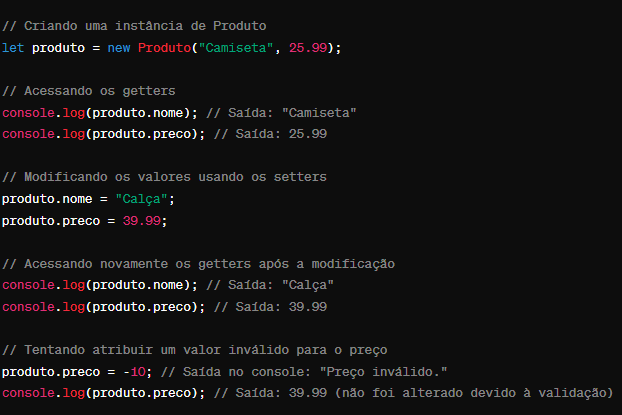 // Criando uma instância de Produto
let produto = new Produto("Camiseta", 25.99);
// Acessando os getters
console.log(produto.nome); // Saída: "Camiseta"
console.log(produto.preco); // Saída: 25.99
// Modificando os valores usando os setters
produto.nome = "Calça";
produto.preco = 39.99;
// Acessando novamente os getters após a modificação
console.log(produto.nome); // Saída: "Calça"
console.log(produto.preco); // Saída: 39.99
// Tentando atribuir um valor inválido para o preço
produto.preco = -10; // Saída no console: "Preço inválido."
console.log(produto.preco); // Saída: 39.99 (não foi alterado devido à validação)